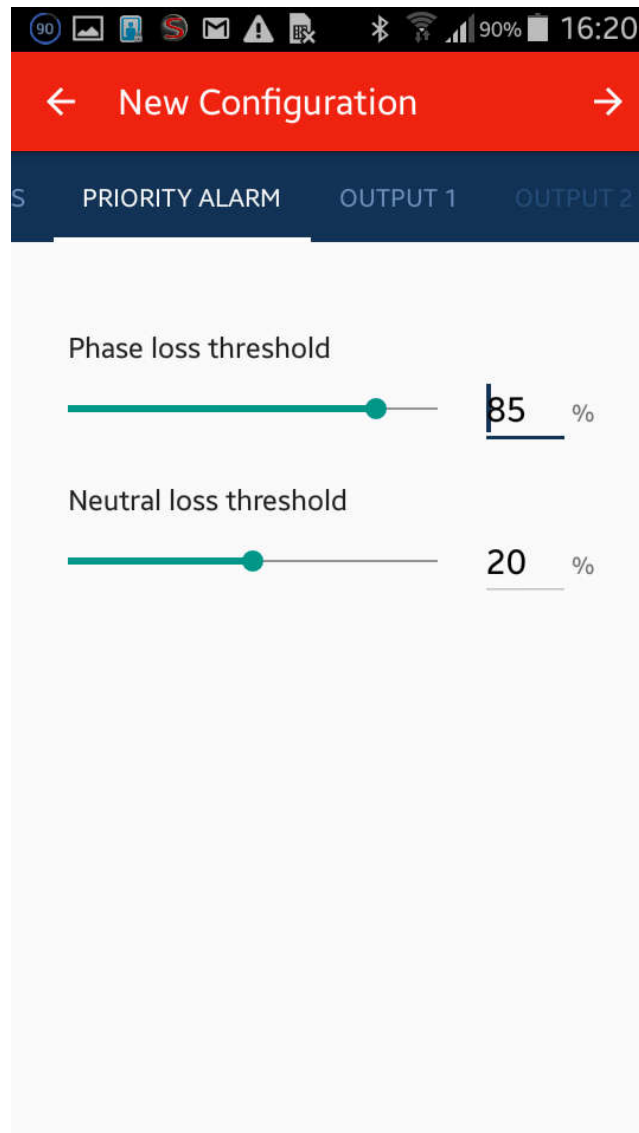 90 90% 16:20
New Configuration
S PRIORITY ALARM OUTPUT 1 OUTPUT 2
Phase loss threshold
85 %
Neutral loss threshold
20 %